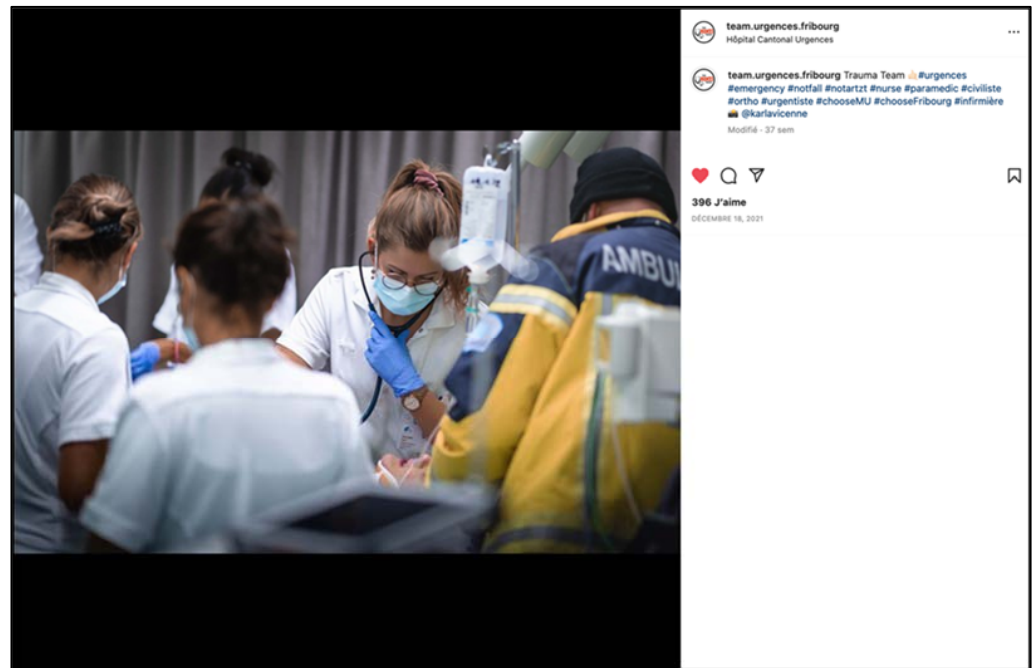 team.urgences.fribourg
Hôpital Cantonal Urgences
team.urgences.fribourg Trauma Team 👌🏻#urgences
#emergency #notfall #notartzt #nurse #paramedic #civiliste
#ortho #urgentiste #chooseMU #chooseFribourg #infirmière
📸 @karlavicenne
Modifié · 37 sem
396 J'aime
DÉCEMBRE 18, 2021
AMBU